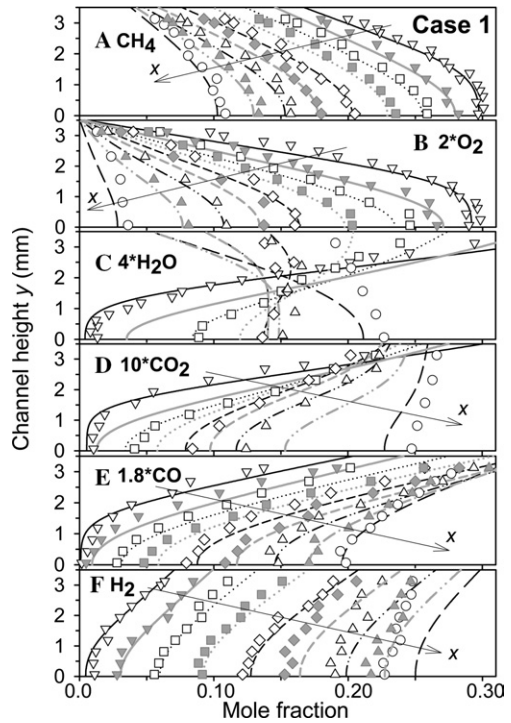 Case 1
A CH4
x
3
2
1
0
B 2*O2
x
3
2
1
0
C 4*H2O
3
2
1
0
D 10*CO2
x
3
2
1
0
E 1.8*CO
x
3
2
1
0
F H2
x
3
2
1
0
Channel height y (mm)
0.0 0.10 0.20 0.30
Mole fraction